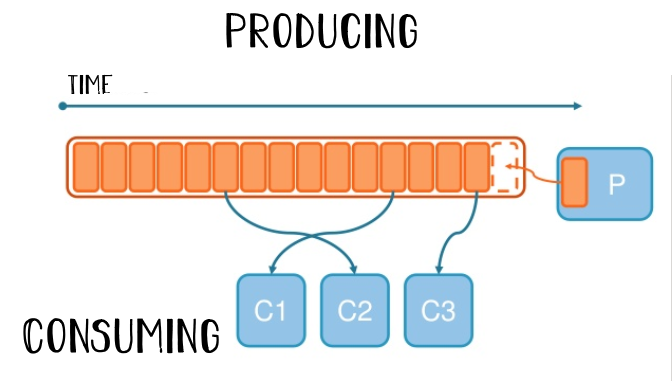 PRODUCING
TIME
P
C1 C2 C3
CONSUMING